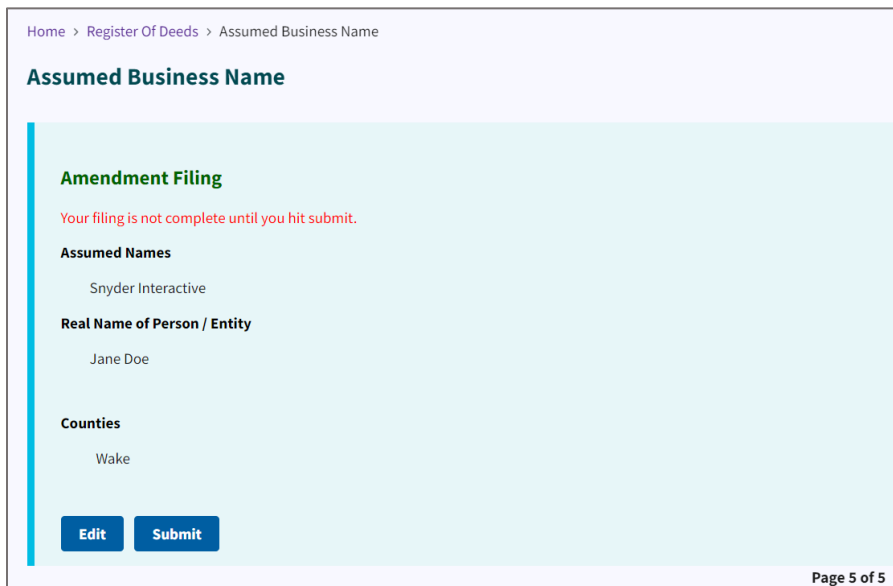 Home > Register Of Deeds > Assumed Business Name
Assumed Business Name
Amendment Filing
Your filing is not complete until you hit submit.
Assumed Names
Snyder Interactive
Real Name of Person / Entity
Jane Doe
Counties
Wake
Edit Submit
Page 5 of 5